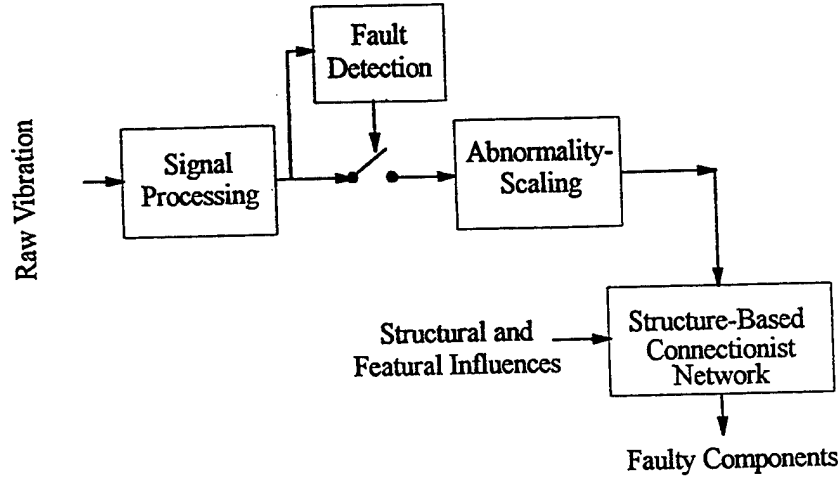 Fault
Detection
Raw Vibration
Signal
Processing
Abnormality-
Scaling
Structural and
Featural Influences
Structure-Based
Connectionist
Network
Faulty Components